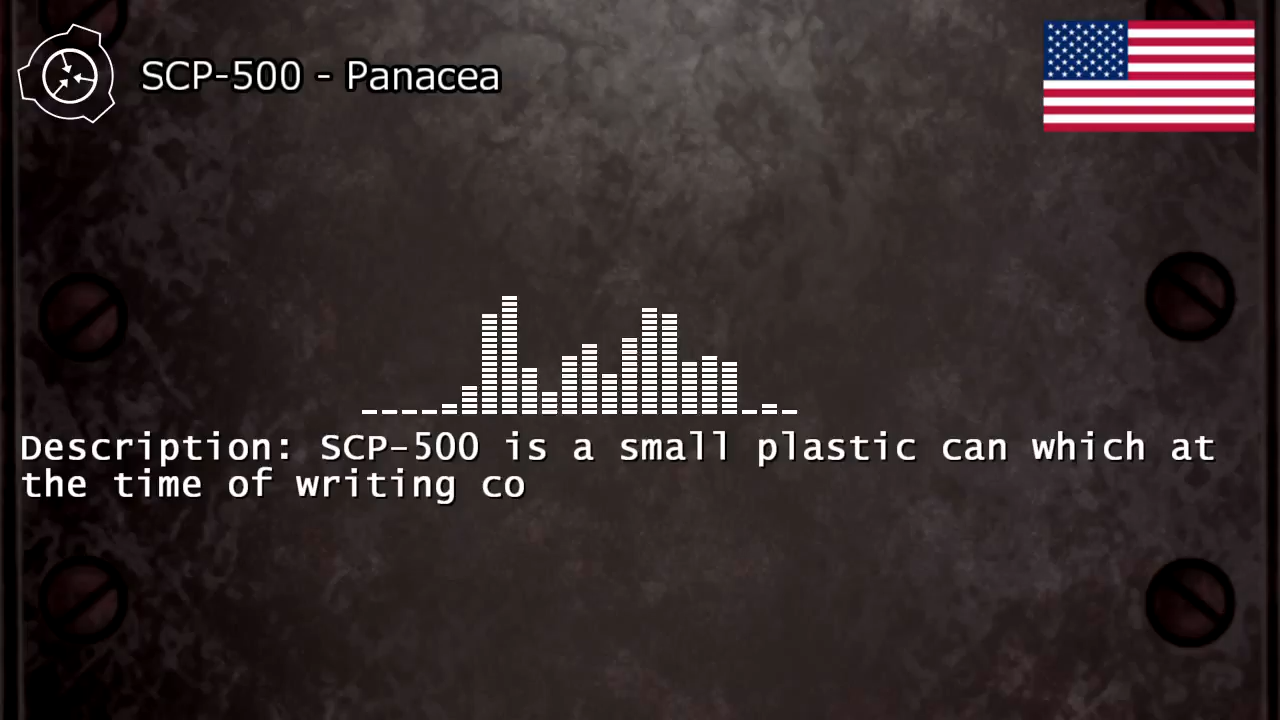 SCP-500 - Panacea
Description: SCP-500 is a small plastic can which at
the time of writing co